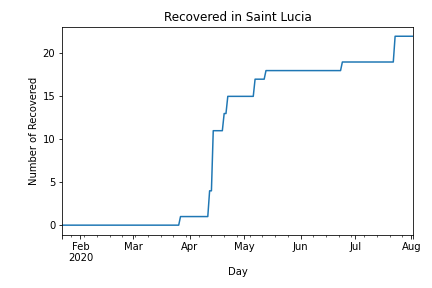 Recovered in Saint Lucia
Number of Recovered
20
15
10
5
0
Feb
2020
Mar
Apr
May
Jun
Jul
Aug
Day